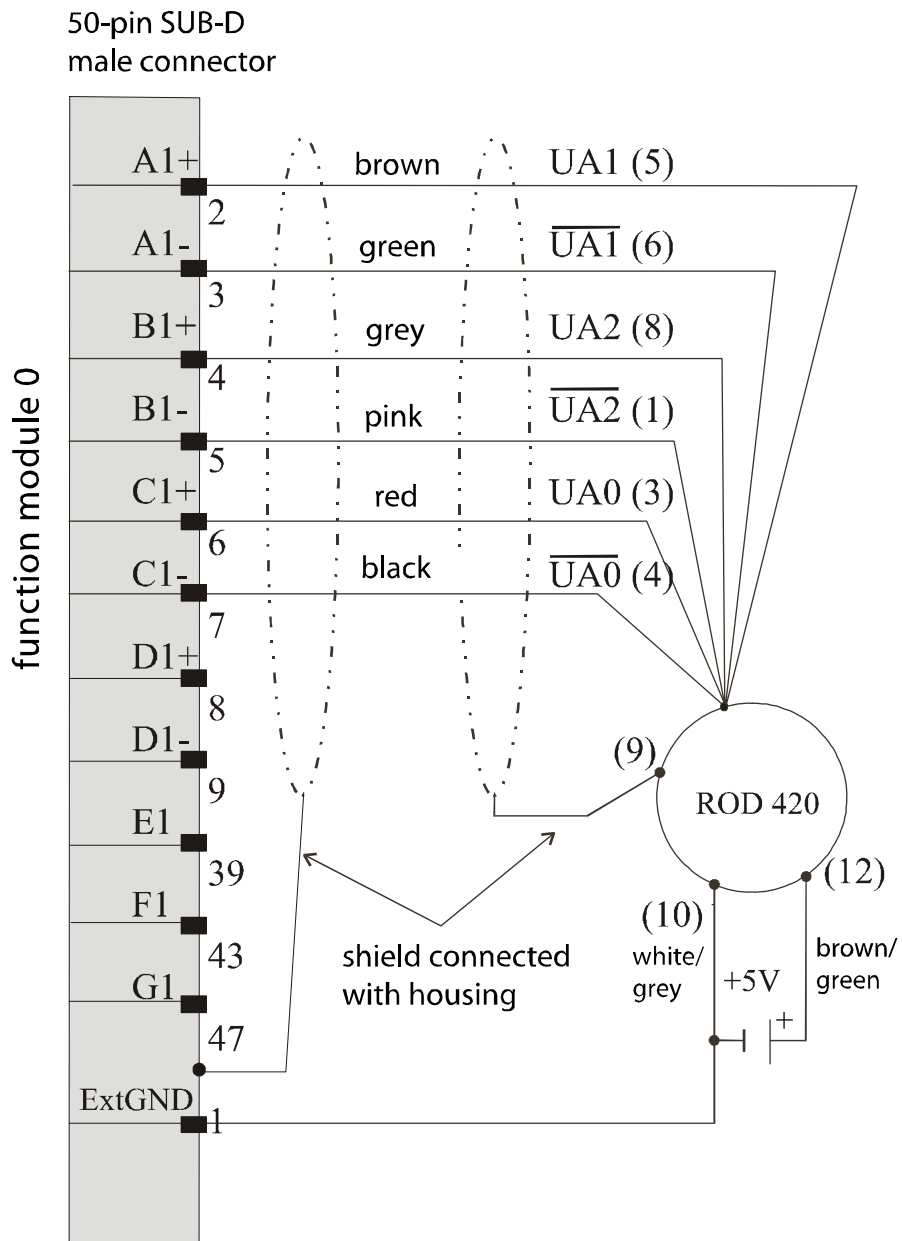 50-pin SUB-D
male connector
A1+ brown UA1 (5)
2
A1- green U̅A̅1̅ (6)
3
B1+ grey UA2 (8)
4
B1- pink U̅A̅2̅ (1)
5
C1+ red UA0 (3)
6
C1- black U̅A̅0̅ (4)
7
D1+
8
D1-
9
E1
39
F1
43
G1
47
ExtGND
1
function module 0
(9)
ROD 420
(10)
(12)
white/
grey
+5V
+
brown/
green
shield connected
with housing